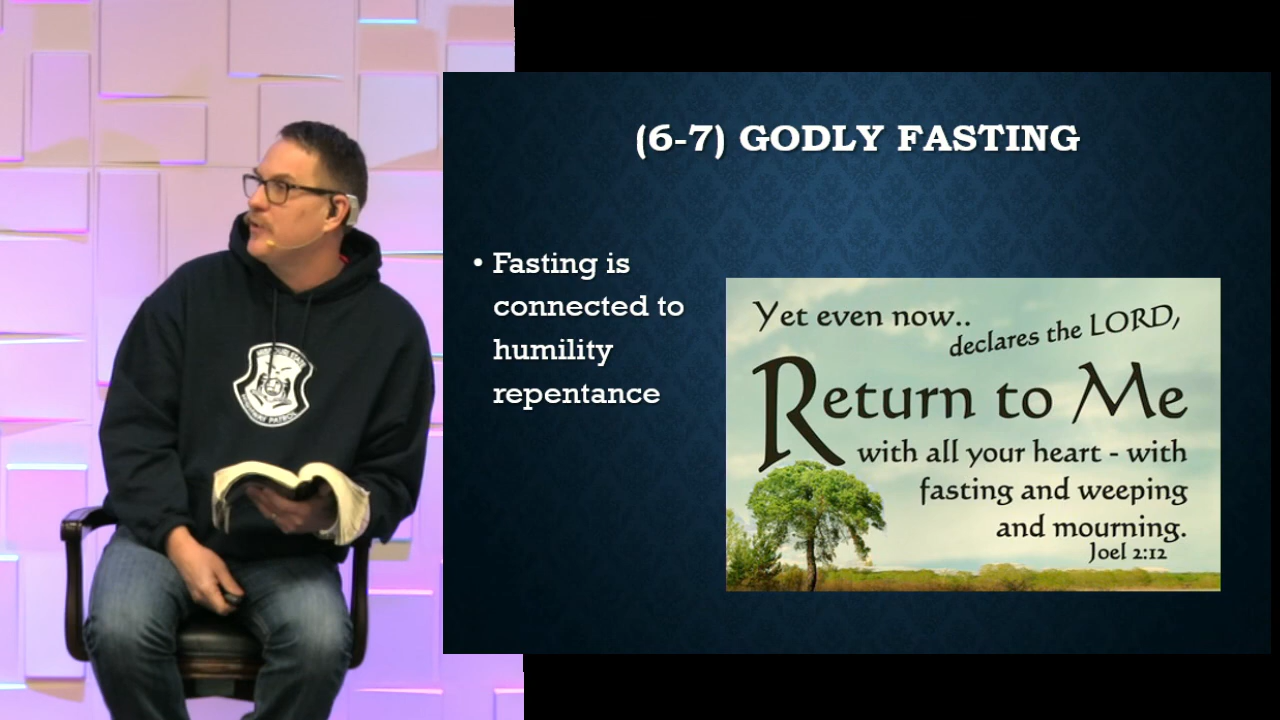 (6-7) GODLY FASTING
• Fasting is
connected to
humility
repentance
Yet even now..
declares the LORD,
Return to Me
with all your heart - with
fasting and weeping
and mourning.
Joel 2:12
PATROL